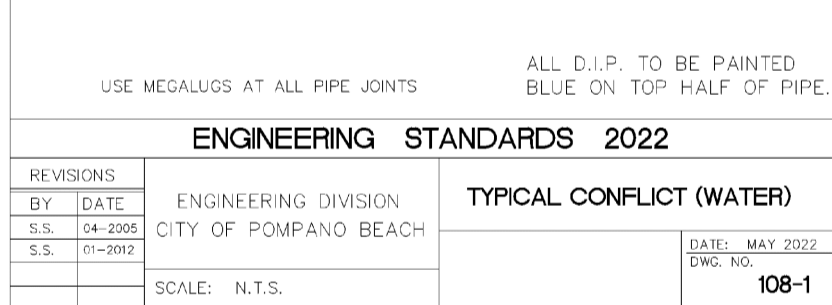 ALL D.I.P. TO BE PAINTED
BLUE ON TOP HALF OF PIPE.
USE MEGALUGS AT ALL PIPE JOINTS
ENGINEERING STANDARDS 2022
REVISIONS
BY DATE
S.S. 04-2005
S.S. 01-2012
ENGINEERING DIVISION
CITY OF POMPANO BEACH
SCALE: N.T.S.
TYPICAL CONFLICT (WATER)
DATE: MAY 2022
DWG. NO.
108-1